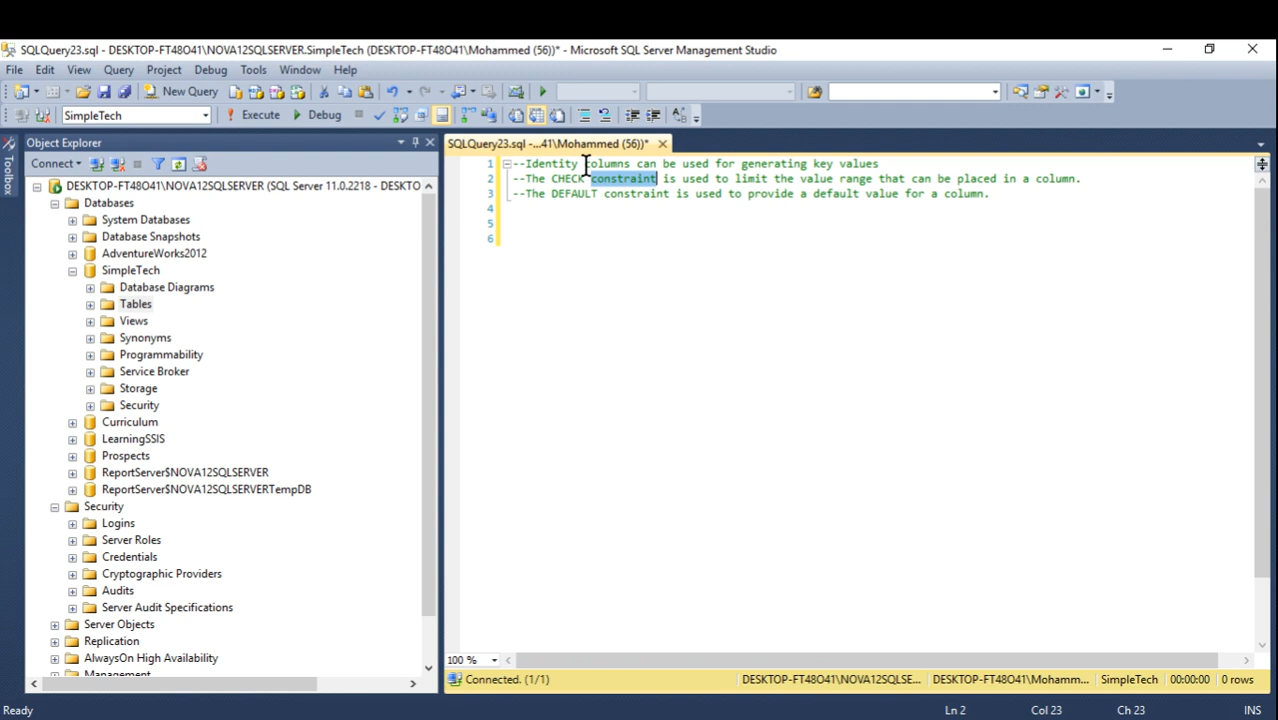 SQLQuery23.sql - DESKTOP-FT48O41\NOVA12SQLSERVER.SimpleTech (DESKTOP-FT48O41\Mohammed (56))* - Microsoft SQL Server Management Studio
File Edit View Query Project Debug Tools Window Help
New Query
SimpleTech Execute Debug
Toolbox
Object Explorer
Connect
DESKTOP-FT48O41\NOVA12SQLSERVER (SQL Server 11.0.2218 - DESKTO
Databases
System Databases
Database Snapshots
AdventureWorks2012
SimpleTech
Database Diagrams
Tables
Views
Synonyms
Programmability
Service Broker
Storage
Security
Curriculum
LearningSSIS
Prospects
ReportServer$NOVA12SQLSERVER
ReportServer$NOVA12SQLSERVERTempDB
Security
Logins
Server Roles
Credentials
Cryptographic Providers
Audits
Server Audit Specifications
Server Objects
Replication
AlwaysOn High Availability
Management
SQLQuery23.sql -...41\Mohammed (56))*
1 --Identity columns can be used for generating key values
2 --The CHECK constraint is used to limit the value range that can be placed in a column.
3 --The DEFAULT constraint is used to provide a default value for a column.
4
5
6
100 %
Connected. (1/1) DESKTOP-FT48O41\NOVA12SQLSE... DESKTOP-FT48O41\Mohamm... SimpleTech 00:00:00 0 rows
Ready Ln 2 Col 23 Ch 23 INS